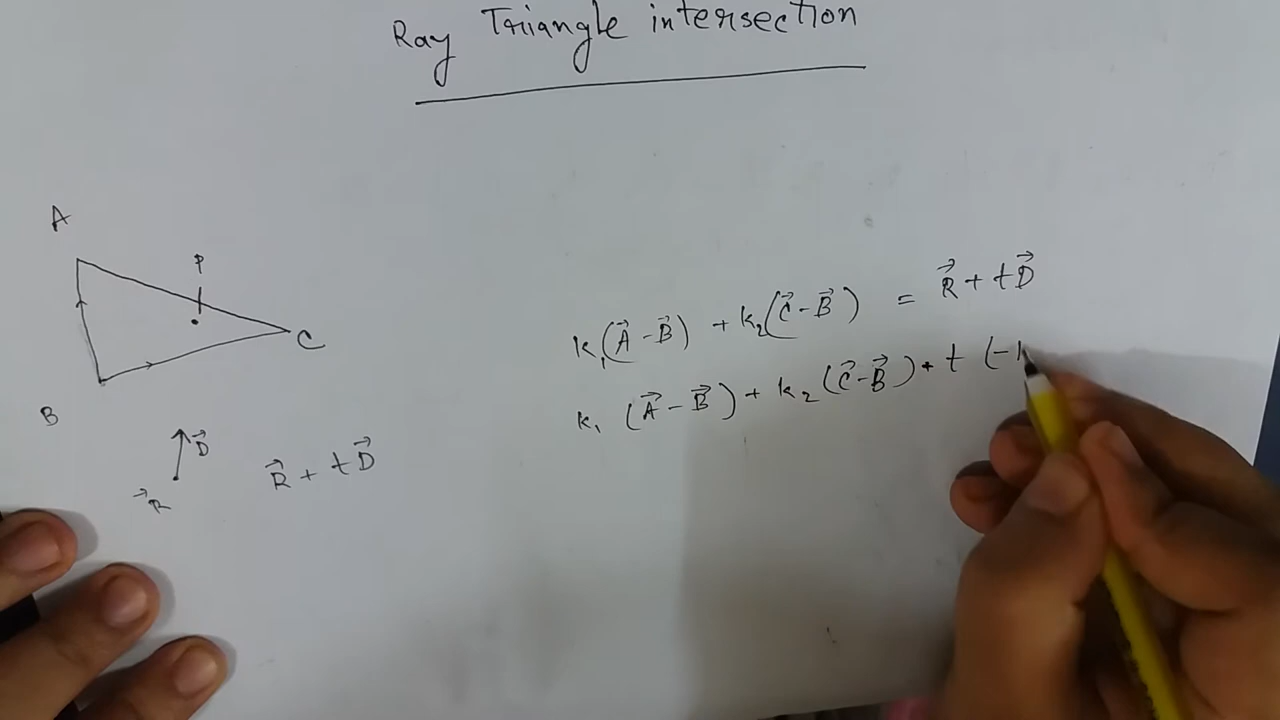 Ray Triangle intersection
A
P
C
B
D⃗
R⃗
R⃗ + tD⃗
k₁(A⃗ - B⃗) + k₂(C⃗ - B⃗) = R⃗ + tD⃗
k₁ (A⃗ - B⃗) + k₂ (C⃗ - B⃗) + t (-